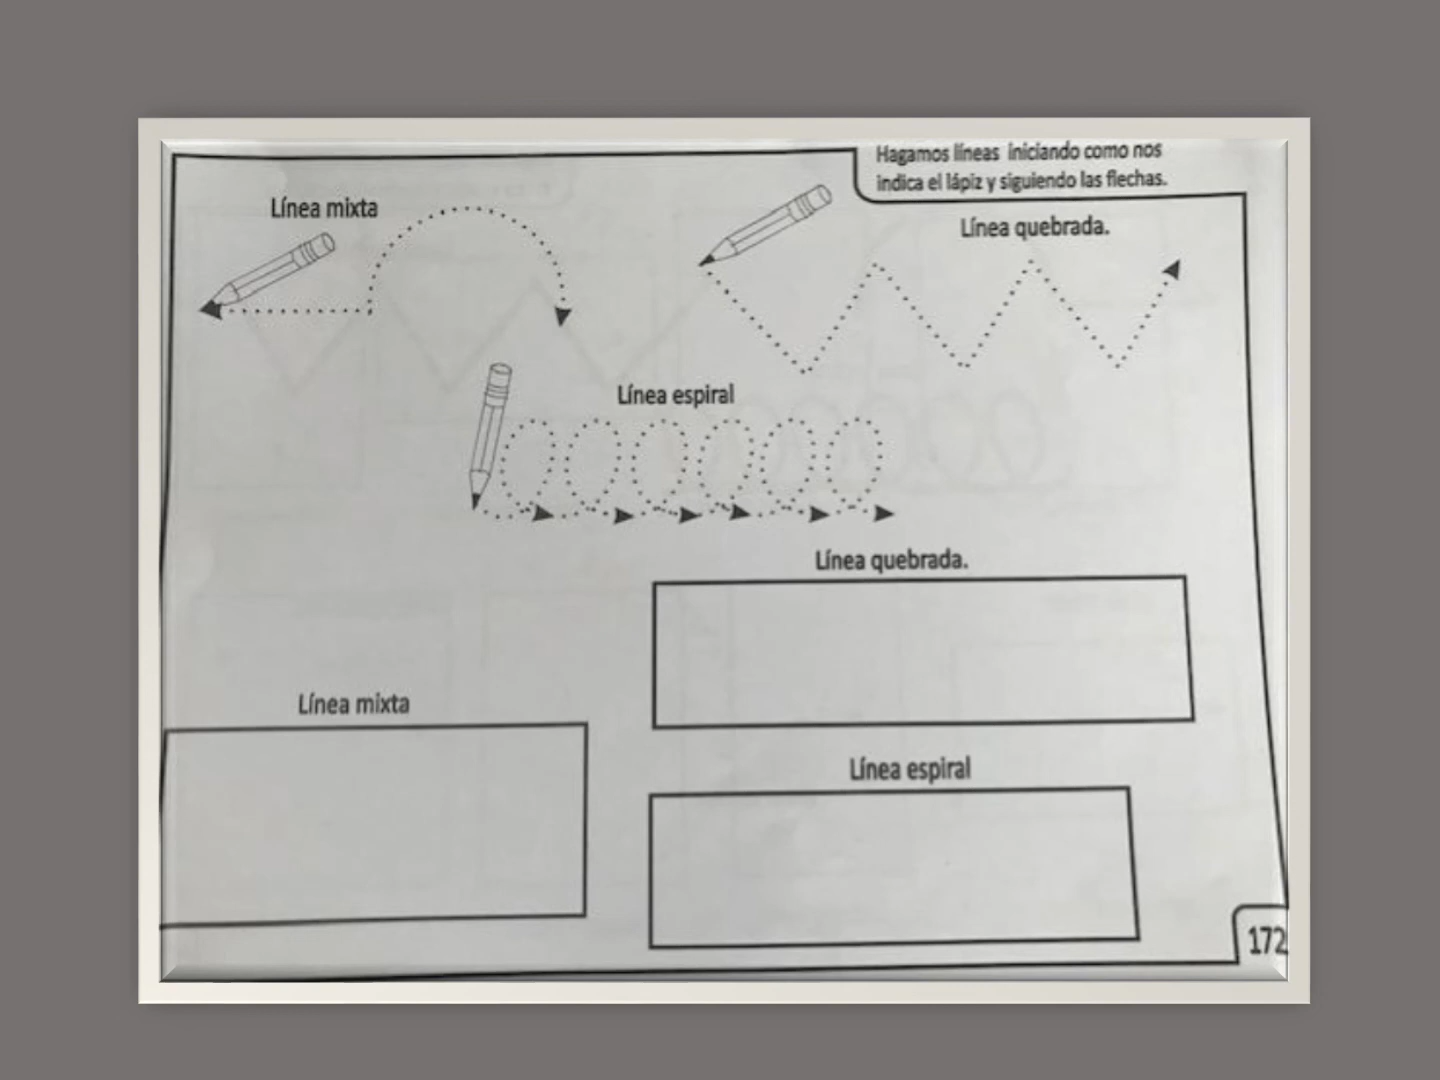 Hagamos líneas iniciando como nos
indica el lápiz y siguiendo las flechas.
Línea mixta
Línea quebrada.
Línea espiral
Línea quebrada.
Línea mixta
Línea espiral
172